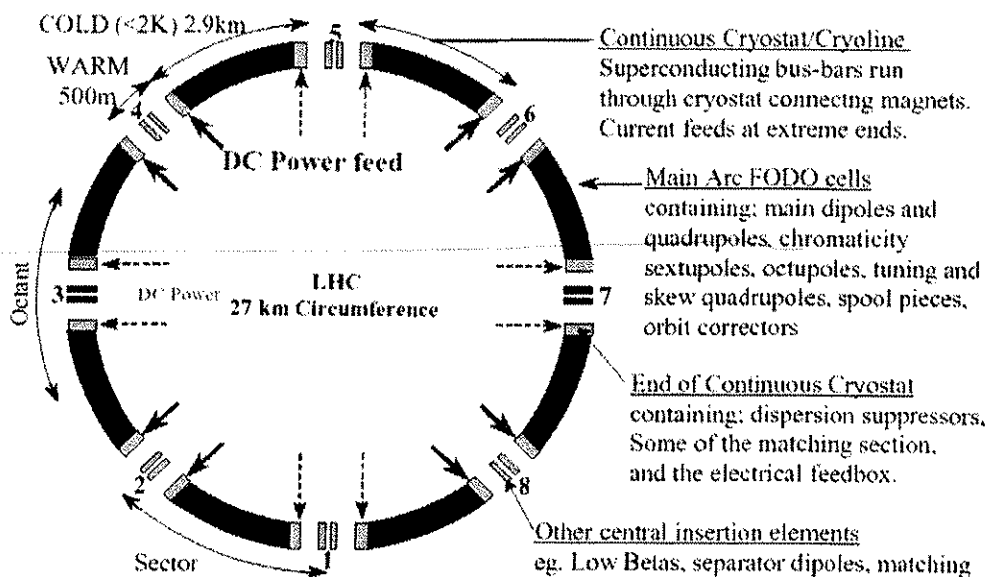 COLD (<2K) 2.9km
WARM
500m
5
4
6
DC Power feed
Continuous Cryostat/Cryoline
Superconducting bus-bars run
through cryostat connecting magnets.
Current feeds at extreme ends.
Main Arc FODO cells
containing: main dipoles and
quadrupoles, chromaticity
sextupoles, octupoles, tuning and
skew quadrupoles, spool pieces,
orbit correctors
Octant
3
DC Power
LHC
27 km Circumference
7
End of Continuous Cryostat
containing: dispersion suppressors,
Some of the matching section,
and the electrical feedbox.
2
8
Sector
1
Other central insertion elements
eg. Low Betas, separator dipoles, matching